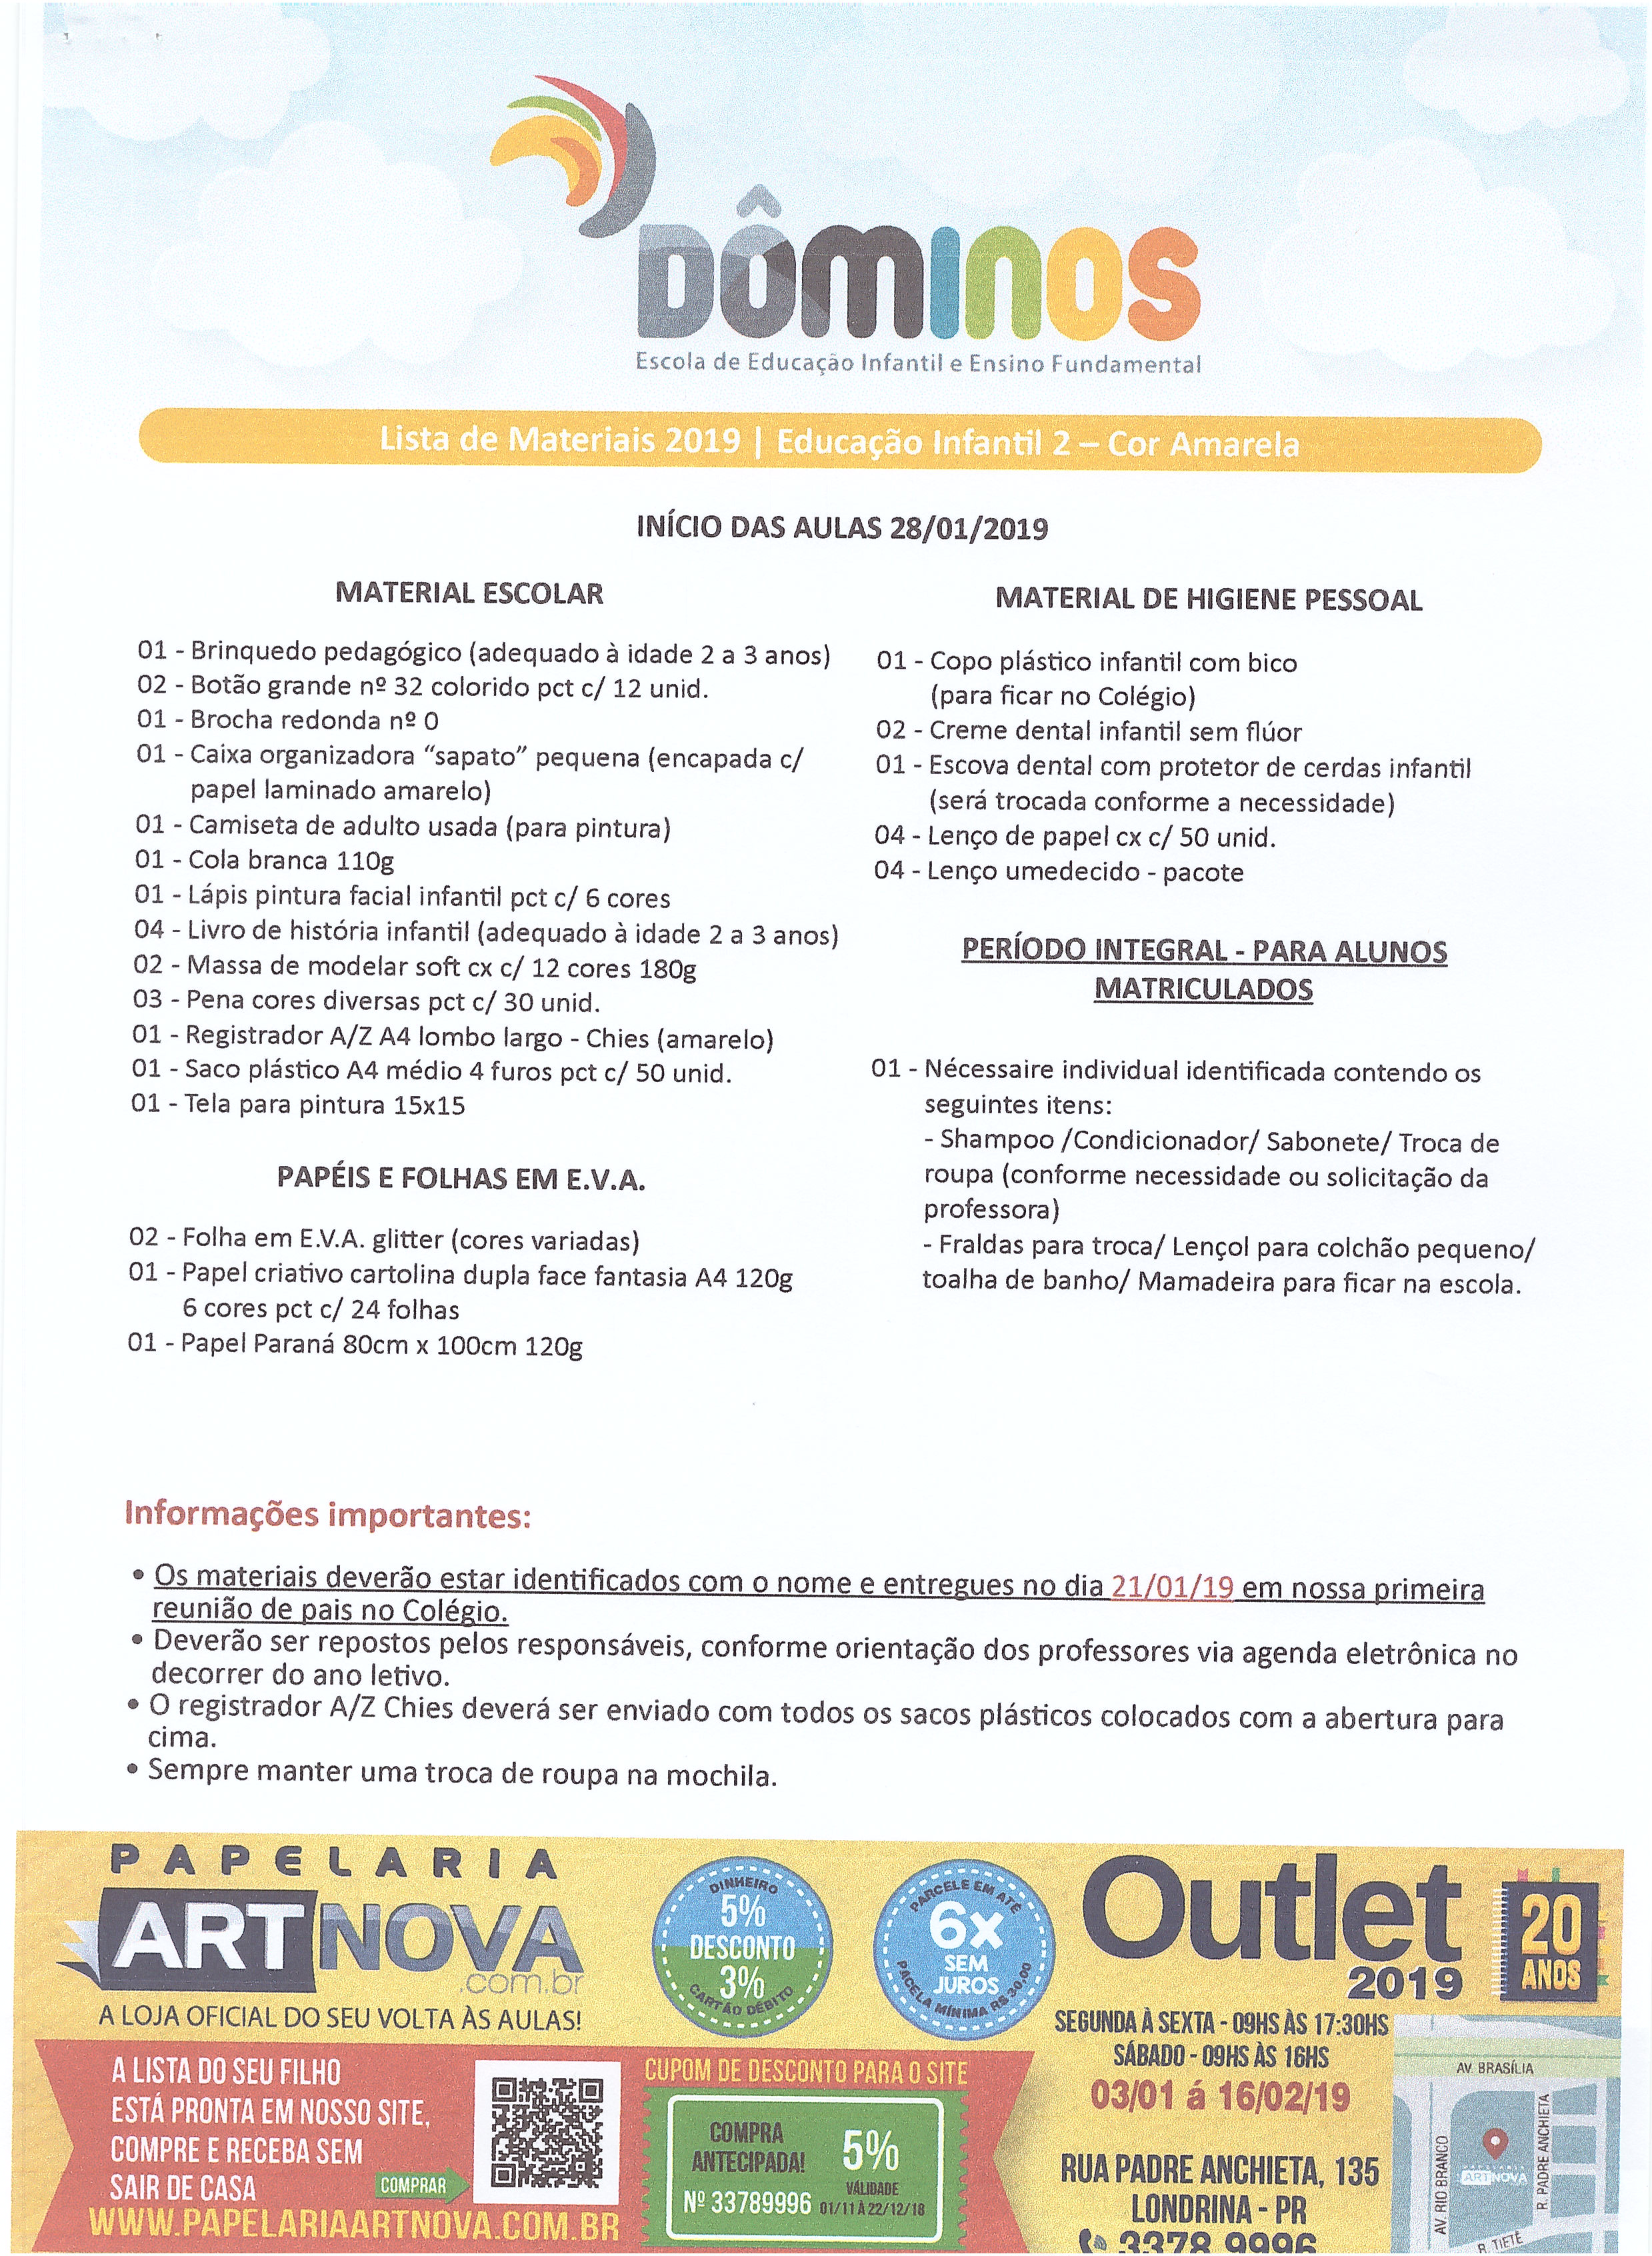 DÔMINOS
Escola de Educação Infantil e Ensino Fundamental
Lista de Materiais 2019 | Educação Infantil 2 – Cor Amarela
INÍCIO DAS AULAS 28/01/2019
MATERIAL ESCOLAR
01 - Brinquedo pedagógico (adequado à idade 2 a 3 anos)
02 - Botão grande nº 32 colorido pct c/ 12 unid.
01 - Brocha redonda nº 0
01 - Caixa organizadora “sapato” pequena (encapada c/
papel laminado amarelo)
01 - Camiseta de adulto usada (para pintura)
01 - Cola branca 110g
01 - Lápis pintura facial infantil pct c/ 6 cores
04 - Livro de história infantil (adequado à idade 2 a 3 anos)
02 - Massa de modelar soft cx c/ 12 cores 180g
03 - Pena cores diversas pct c/ 30 unid.
01 - Registrador A/Z A4 lombo largo - Chies (amarelo)
01 - Saco plástico A4 médio 4 furos pct c/ 50 unid.
01 - Tela para pintura 15x15
PAPÉIS E FOLHAS EM E.V.A.
02 - Folha em E.V.A. glitter (cores variadas)
01 - Papel criativo cartolina dupla face fantasia A4 120g
6 cores pct c/ 24 folhas
01 - Papel Paraná 80cm x 100cm 120g
MATERIAL DE HIGIENE PESSOAL
01 - Copo plástico infantil com bico
(para ficar no Colégio)
02 - Creme dental infantil sem flúor
01 - Escova dental com protetor de cerdas infantil
(será trocada conforme a necessidade)
04 - Lenço de papel cx c/ 50 unid.
04 - Lenço umedecido - pacote
PERÍODO INTEGRAL - PARA ALUNOS
MATRICULADOS
01 - Nécessaire individual identificada contendo os
seguintes itens:
- Shampoo /Condicionador/ Sabonete/ Troca de
roupa (conforme necessidade ou solicitação da
professora)
- Fraldas para troca/ Lençol para colchão pequeno/
toalha de banho/ Mamadeira para ficar na escola.
Informações importantes:
• Os materiais deverão estar identificados com o nome e entregues no dia 21/01/19 em nossa primeira
reunião de pais no Colégio.
• Deverão ser repostos pelos responsáveis, conforme orientação dos professores via agenda eletrônica no
decorrer do ano letivo.
• O registrador A/Z Chies deverá ser enviado com todos os sacos plásticos colocados com a abertura para
cima.
• Sempre manter uma troca de roupa na mochila.
PAPELARIA
ARTNOVA
.com.br
A LOJA OFICIAL DO SEU VOLTA ÀS AULAS!
A LISTA DO SEU FILHO
ESTÁ PRONTA EM NOSSO SITE,
COMPRE E RECEBA SEM
SAIR DE CASA
COMPRAR
WWW.PAPELARIAARTNOVA.COM.BR
DINHEIRO
5%
DESCONTO
3%
CARTÃO DÉBITO
PARCELE EM ATÉ
6x
SEM
JUROS
PACELA MÍNIMA R$ 30,00
CUPOM DE DESCONTO PARA O SITE
COMPRA
ANTECIPADA!
5%
Nº 33789996
VÁLIDADE
01/11 À 22/12/18
Outlet
2019
20
ANOS
SEGUNDA À SEXTA - 09HS ÀS 17:30HS
SÁBADO - 09HS ÀS 16HS
03/01 á 16/02/19
RUA PADRE ANCHIETA, 135
LONDRINA - PR
3378 9996
AV. BRASÍLIA
AV. RIO BRANCO
R. PADRE ANCHIETA
ARTNOVA
R. TIETÊ